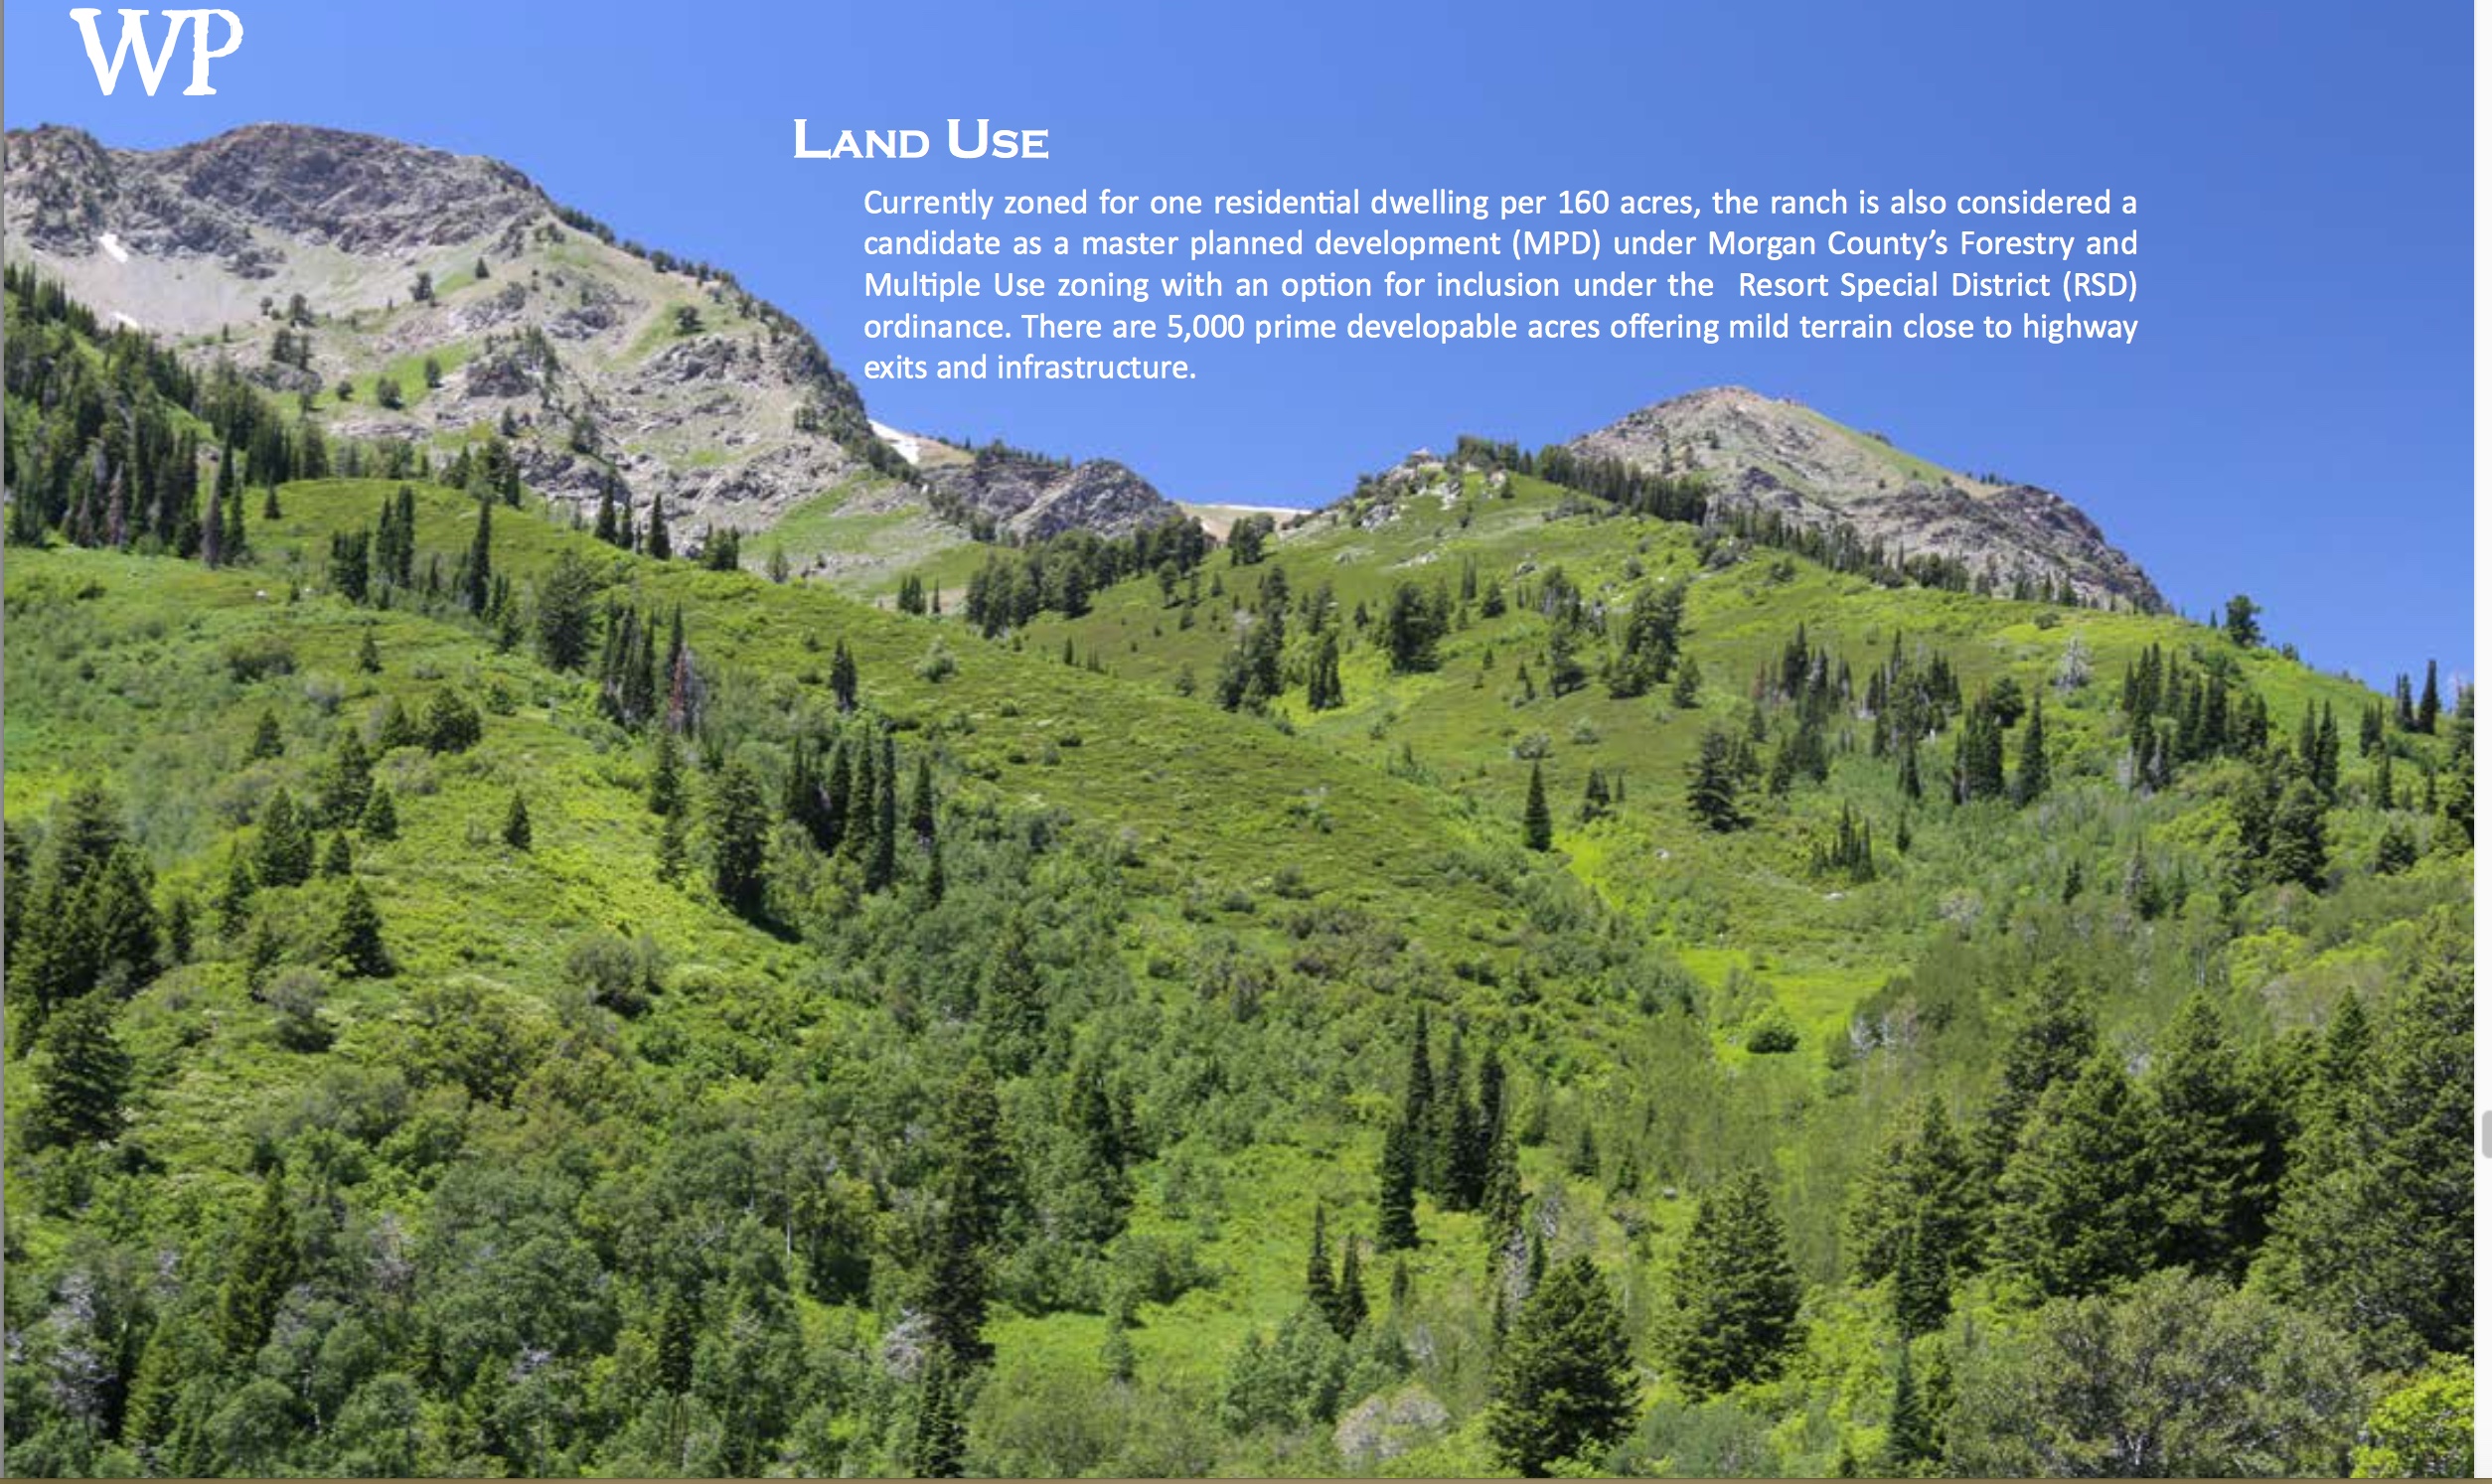 WP
Land Use
Currently zoned for one residential dwelling per 160 acres, the ranch is also considered a
candidate as a master planned development (MPD) under Morgan County’s Forestry and
Multiple Use zoning with an option for inclusion under the  Resort Special District (RSD)
ordinance. There are 5,000 prime developable acres offering mild terrain close to highway
exits and infrastructure.